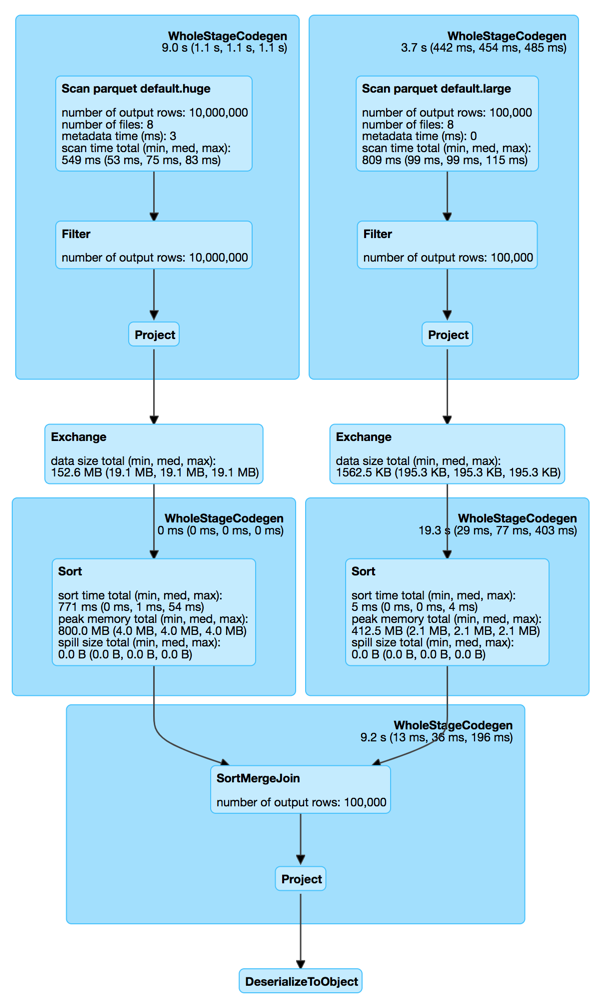 WholeStageCodegen
9.0 s (1.1 s, 1.1 s, 1.1 s)
Scan parquet default.huge
number of output rows: 10,000,000
number of files: 8
metadata time (ms): 3
scan time total (min, med, max):
549 ms (53 ms, 75 ms, 83 ms)
Filter
number of output rows: 10,000,000
Project
WholeStageCodegen
3.7 s (442 ms, 454 ms, 485 ms)
Scan parquet default.large
number of output rows: 100,000
number of files: 8
metadata time (ms): 0
scan time total (min, med, max):
809 ms (99 ms, 99 ms, 115 ms)
Filter
number of output rows: 100,000
Project
Exchange
data size total (min, med, max):
152.6 MB (19.1 MB, 19.1 MB, 19.1 MB)
Exchange
data size total (min, med, max):
1562.5 KB (195.3 KB, 195.3 KB, 195.3 KB)
WholeStageCodegen
0 ms (0 ms, 0 ms, 0 ms)
Sort
sort time total (min, med, max):
771 ms (0 ms, 1 ms, 54 ms)
peak memory total (min, med, max):
800.0 MB (4.0 MB, 4.0 MB, 4.0 MB)
spill size total (min, med, max):
0.0 B (0.0 B, 0.0 B, 0.0 B)
WholeStageCodegen
19.3 s (29 ms, 77 ms, 403 ms)
Sort
sort time total (min, med, max):
5 ms (0 ms, 0 ms, 4 ms)
peak memory total (min, med, max):
412.5 MB (2.1 MB, 2.1 MB, 2.1 MB)
spill size total (min, med, max):
0.0 B (0.0 B, 0.0 B, 0.0 B)
WholeStageCodegen
9.2 s (13 ms, 36 ms, 196 ms)
SortMergeJoin
number of output rows: 100,000
Project
DeserializeToObject